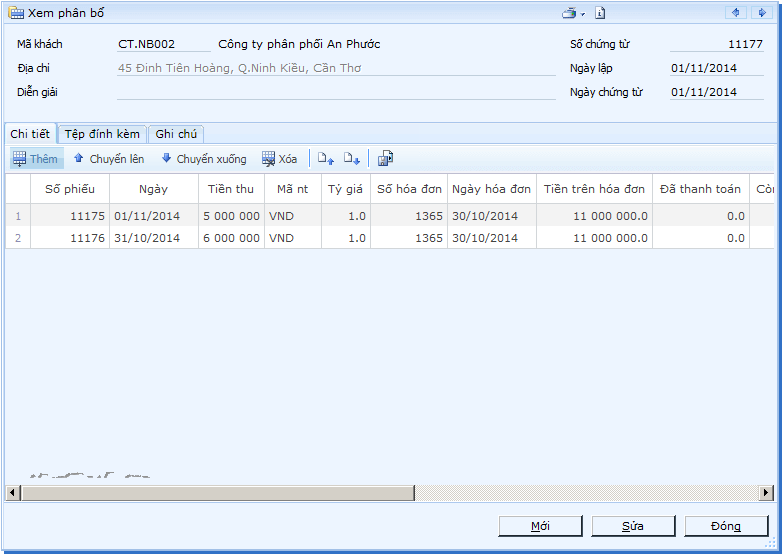 Xem phân bổ
Mã khách CT.NB002 Công ty phân phối An Phước Số chứng từ 11177
Địa chỉ 45 Đinh Tiên Hoàng, Q.Ninh Kiều, Cần Thơ Ngày lập 01/11/2014
Diễn giải Ngày chứng từ 01/11/2014
Chi tiết Tệp đính kèm Ghi chú
Thêm Chuyển lên Chuyển xuống Xóa
Số phiếu Ngày Tiền thu Mã nt Tỷ giá Số hóa đơn Ngày hóa đơn Tiền trên hóa đơn Đã thanh toán Còn
1 11175 01/11/2014 5 000 000 VND 1.0 1365 30/10/2014 11 000 000.0 0.0
2 11176 31/10/2014 6 000 000 VND 1.0 1365 30/10/2014 11 000 000.0 0.0
Mới Sửa Đóng